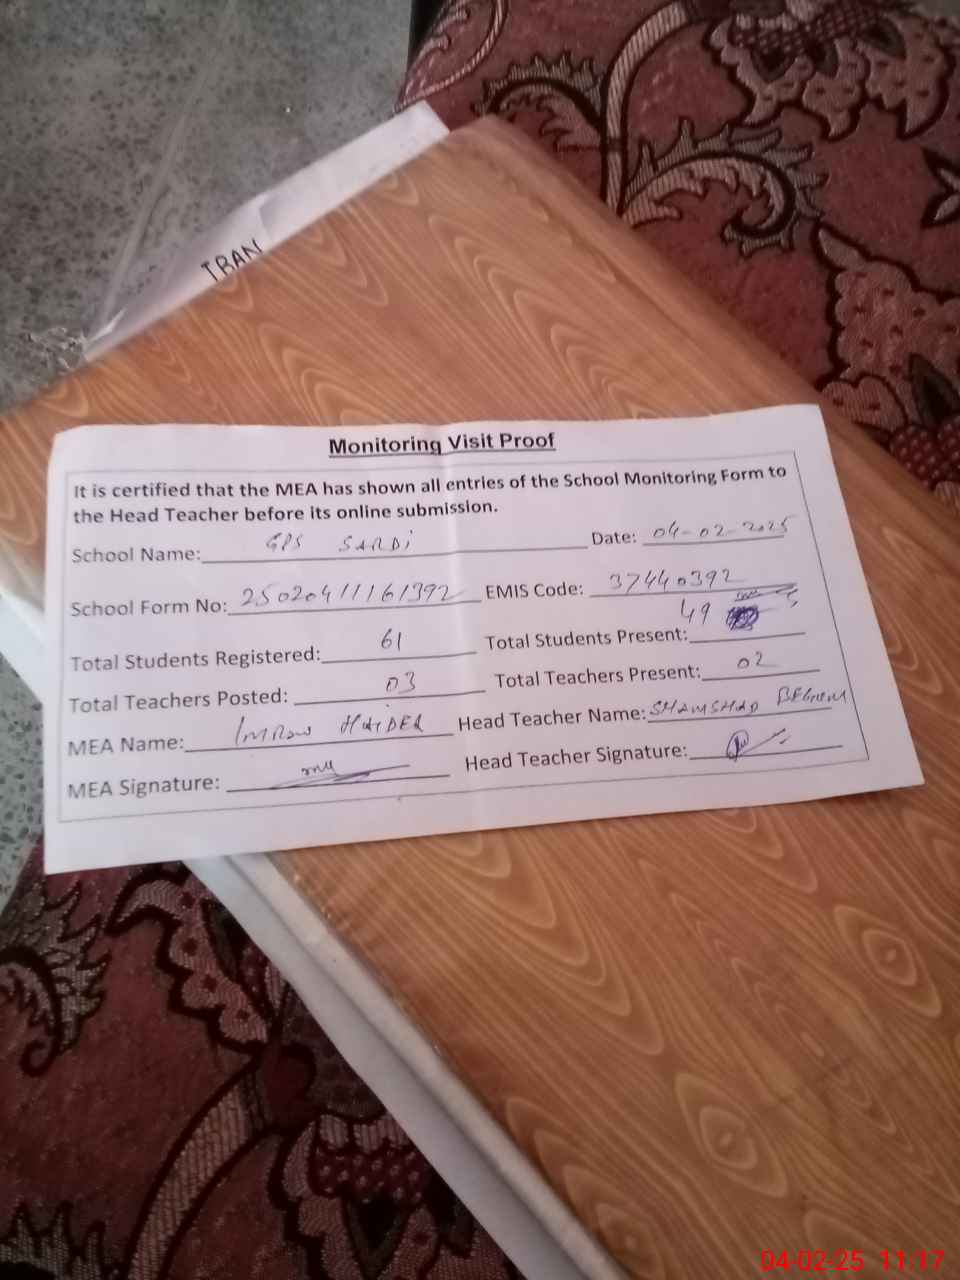 IBAN
Monitoring Visit Proof
It is certified that the MEA has shown all entries of the School Monitoring Form to
the Head Teacher before its online submission.
School Name: GPS SARDi Date: 04-02-2025
School Form No: 25020411161392 EMIS Code: 37440392
Total Students Registered: 61 Total Students Present: 49
Total Teachers Posted: 03 Total Teachers Present: 02
MEA Name: Imran HAIDER Head Teacher Name: SHAMSHAD BEGUM
MEA Signature: Head Teacher Signature:
04-02-25 11:17